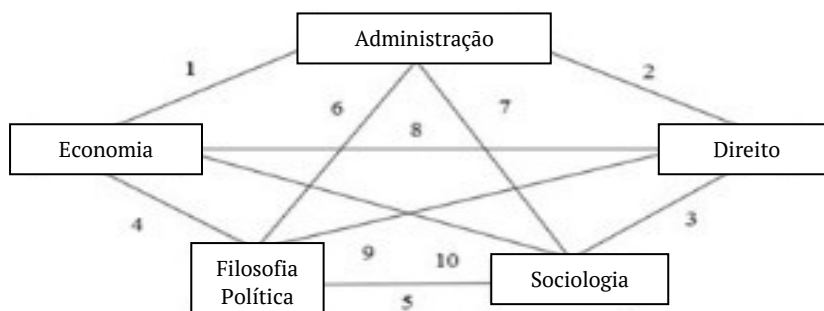 Administração
1
2
6
7
8
Economia
Direito
4
3
9
10
Filosofia
Política
Sociologia
5